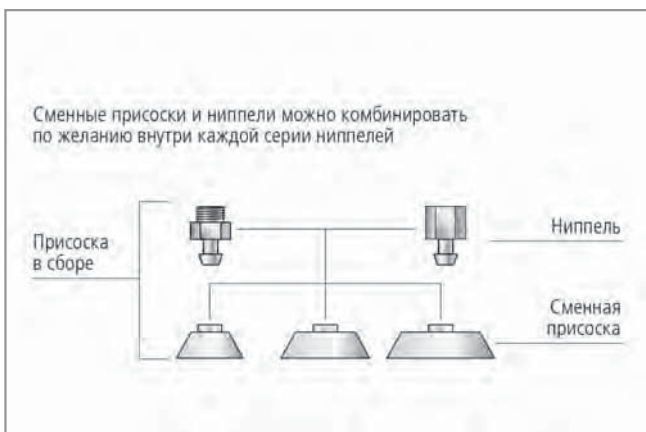 Сменные присоски и ниппели можно комбинировать
по желанию внутри каждой серии ниппелей
Присоска
в сборе
Ниппель
Сменная
присоска